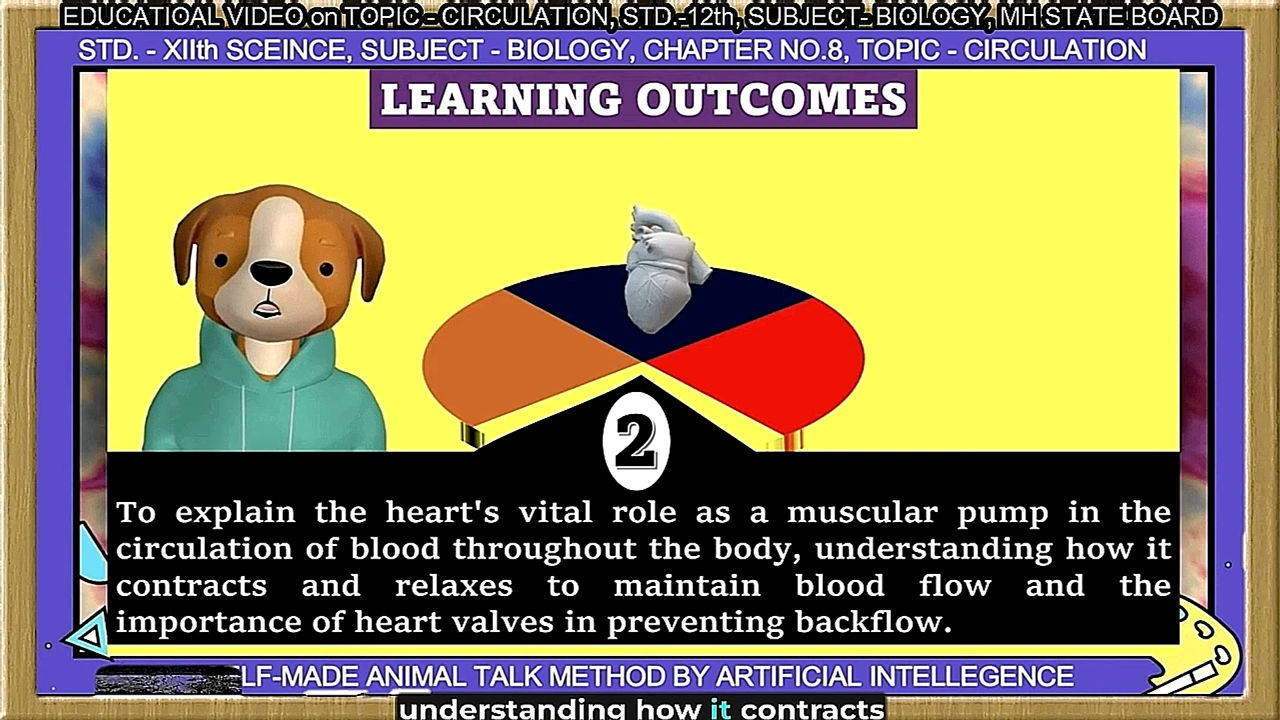 EDUCATIOAL VIDEO on TOPIC - CIRCULATION, STD.-12th, SUBJECT- BIOLOGY, MH STATE BOARD
STD. - XIIth SCEINCE, SUBJECT - BIOLOGY, CHAPTER NO.8, TOPIC - CIRCULATION
LEARNING OUTCOMES
2
To explain the heart's vital role as a muscular pump in the
circulation of blood throughout the body, understanding how it
contracts and relaxes to maintain blood flow and the
importance of heart valves in preventing backflow.
LF-MADE ANIMAL TALK METHOD BY ARTIFICIAL INTELLEGENCE
understanding how it contracts